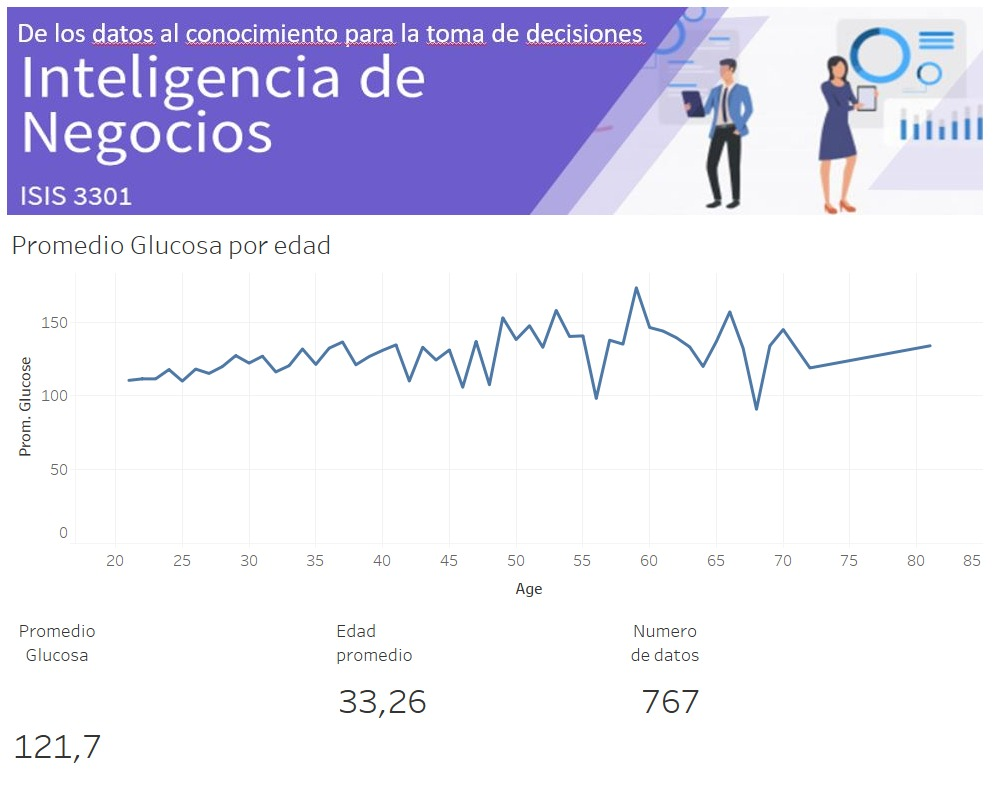 De los datos al conocimiento para la toma de decisiones
Inteligencia de
Negocios
ISIS 3301
Promedio Glucosa por edad
Prom. Glucose
150
100
50
0
20 25 30 35 40 45 50 55 60 65 70 75 80 85
Age
Promedio
Glucosa
121,7
Edad
promedio
33,26
Numero
de datos
767